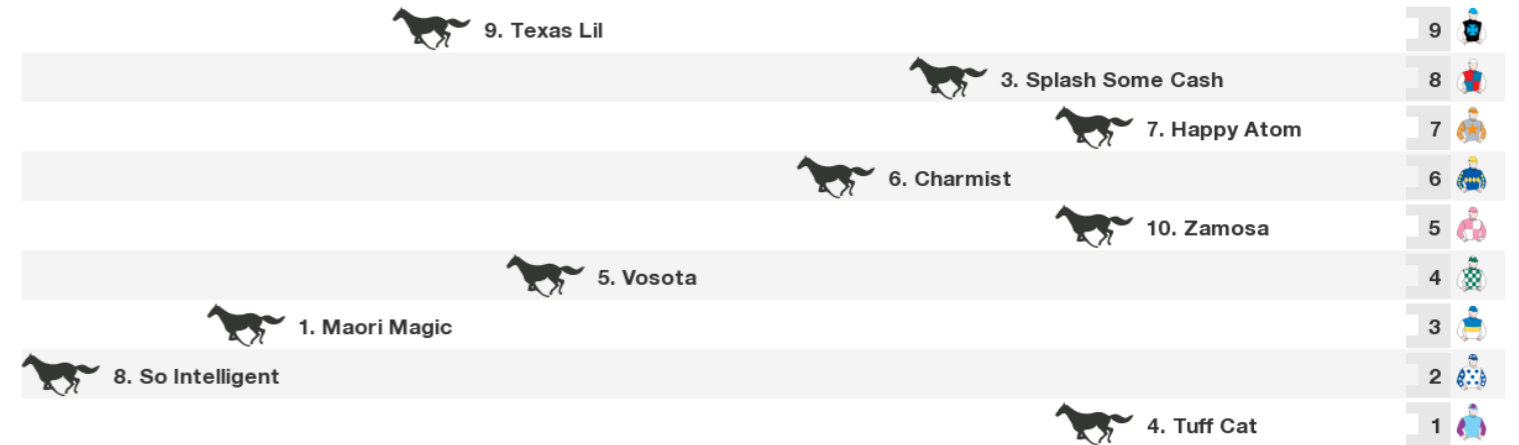 9. Texas Lil 9
3. Splash Some Cash 8
7. Happy Atom 7
6. Charmist 6
10. Zamosa 5
5. Vosota 4
1. Maori Magic 3
8. So Intelligent 2
4. Tuff Cat 1